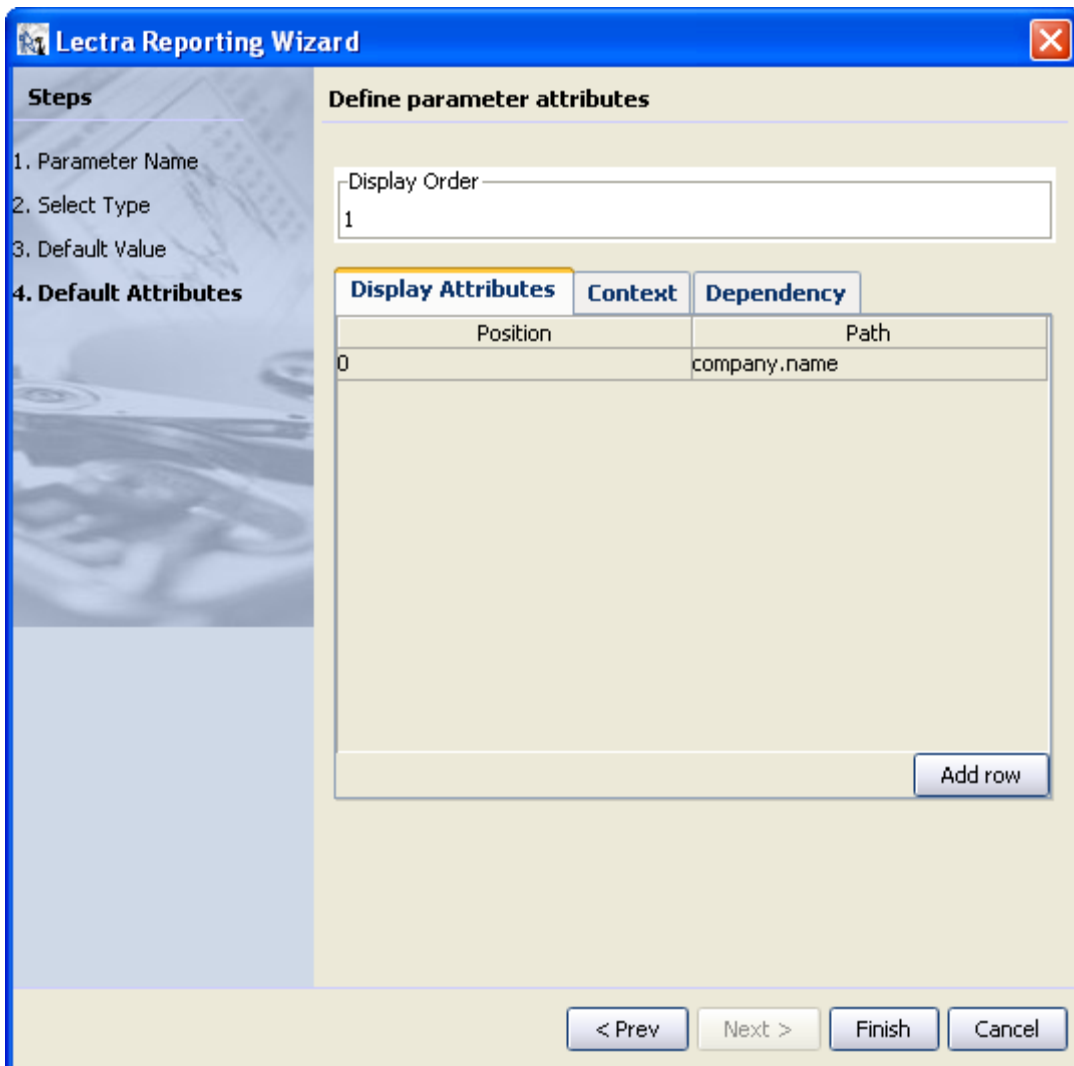 Lectra Reporting Wizard
Steps
1. Parameter Name
2. Select Type
3. Default Value
4. Default Attributes
Define parameter attributes
Display Order
1
Display Attributes Context Dependency
Position Path
0 company.name
Add row
< Prev Next > Finish Cancel